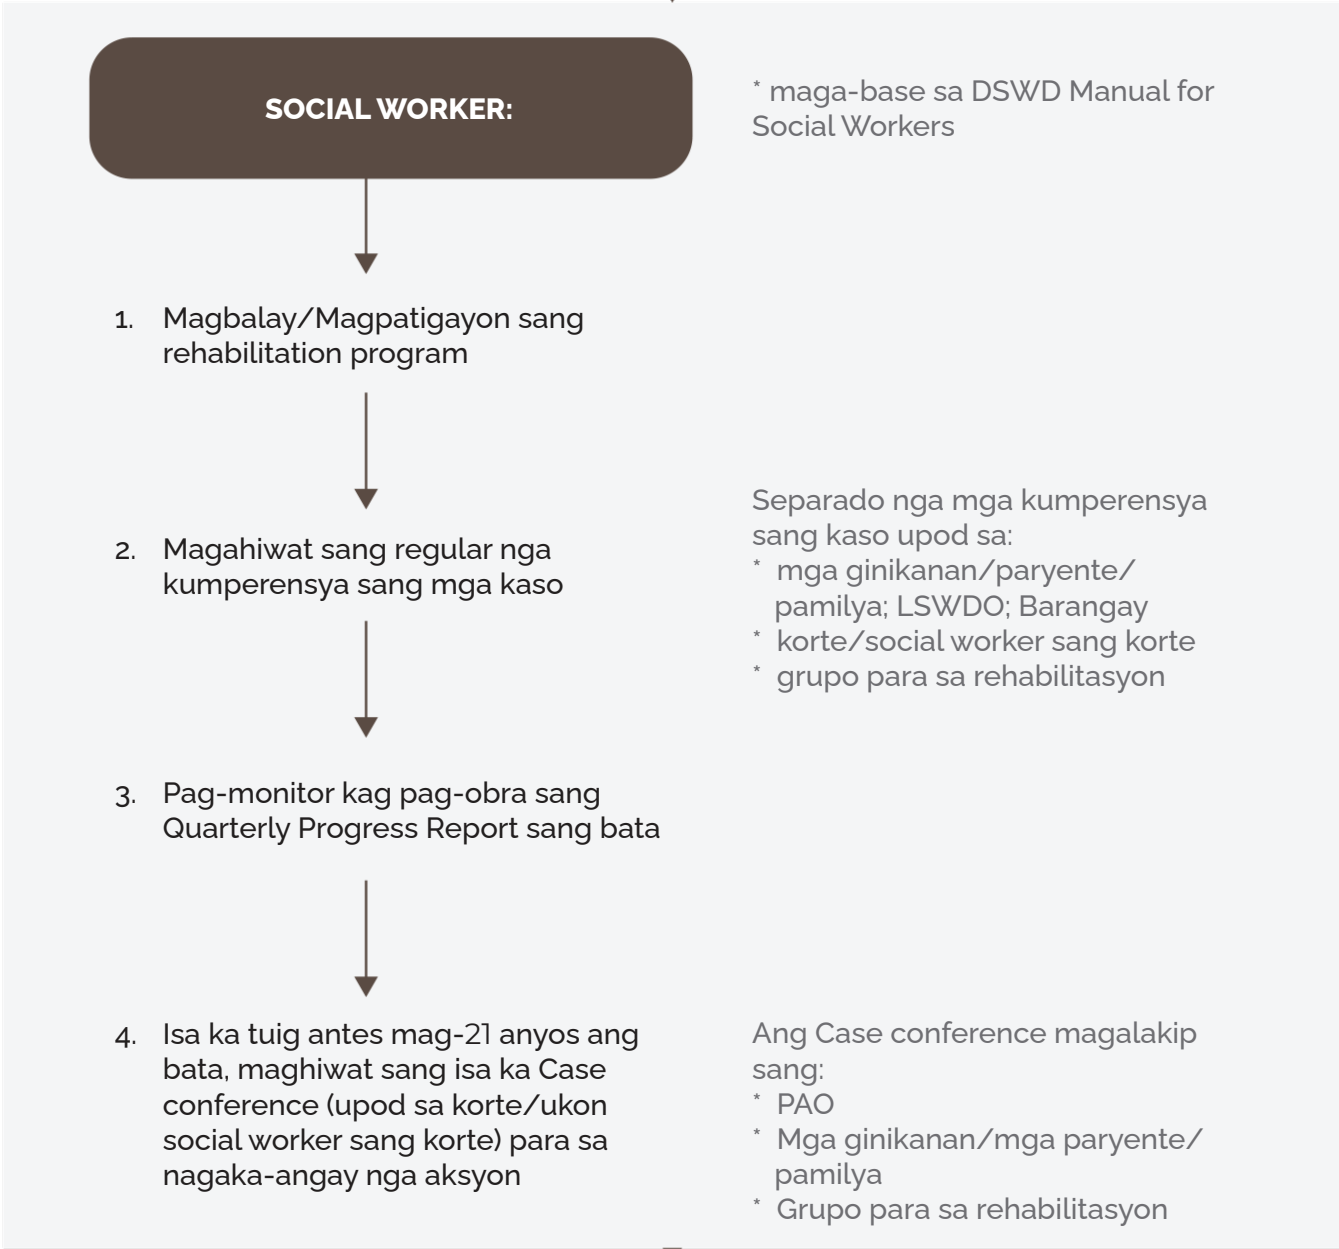 SOCIAL WORKER:
* maga-base sa DSWD Manual for
Social Workers
1. Magbalay/Magpatigayon sang
rehabilitation program
2. Magahiwat sang regular nga
kumperensya sang mga kaso
Separado nga mga kumperensya
sang kaso upod sa:
* mga ginikanan/paryente/
pamilya; LSWDO; Barangay
* korte/social worker sang korte
* grupo para sa rehabilitasyon
3. Pag-monitor kag pag-obra sang
Quarterly Progress Report sang bata
4. Isa ka tuig antes mag-21 anyos ang
bata, maghiwat sang isa ka Case
conference (upod sa korte/ukon
social worker sang korte) para sa
nagaka-angay nga aksyon
Ang Case conference magalakip
sang:
* PAO
* Mga ginikanan/mga paryente/
pamilya
* Grupo para sa rehabilitasyon